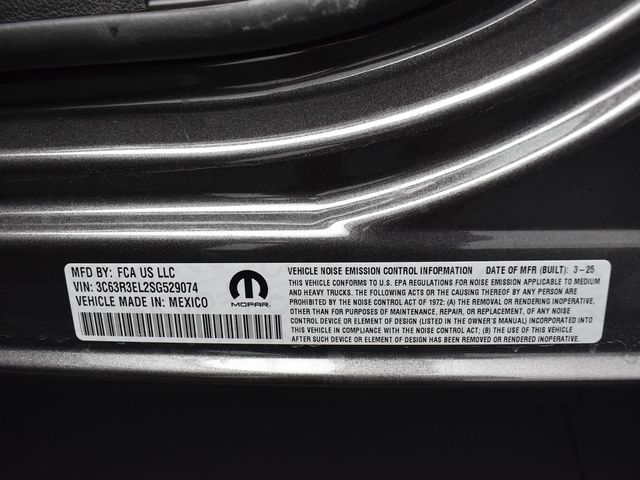 MFD BY: FCA US LLC
VIN: 3C63R3EL2SG529074
VEHICLE MADE IN: MEXICO
MOPAR
VEHICLE NOISE EMISSION CONTROL INFORMATION DATE OF MFR (BUILT): 3-25
THIS VEHICLE CONFORMS TO U.S. EPA REGULATIONS FOR NOISE EMISSION APPLICABLE TO MEDIUM
AND HEAVY TRUCKS. THE FOLLOWING ACTS OR THE CAUSING THEREOF BY ANY PERSON ARE
PROHIBITED BY THE NOISE CONTROL ACT OF 1972: (A) THE REMOVAL OR RENDERING INOPERATIVE,
OTHER THAN FOR PURPOSES OF MAINTENANCE, REPAIR, OR REPLACEMENT, OF ANY NOISE
CONTROL DEVICE OR ELEMENT OF DESIGN (LISTED IN THE OWNER'S MANUAL) INCORPORATED INTO
THIS VEHICLE IN COMPLIANCE WITH THE NOISE CONTROL ACT; (B) THE USE OF THIS VEHICLE
AFTER SUCH DEVICE OR ELEMENT OF DESIGN HAS BEEN REMOVED OR RENDERED INOPERATIVE.